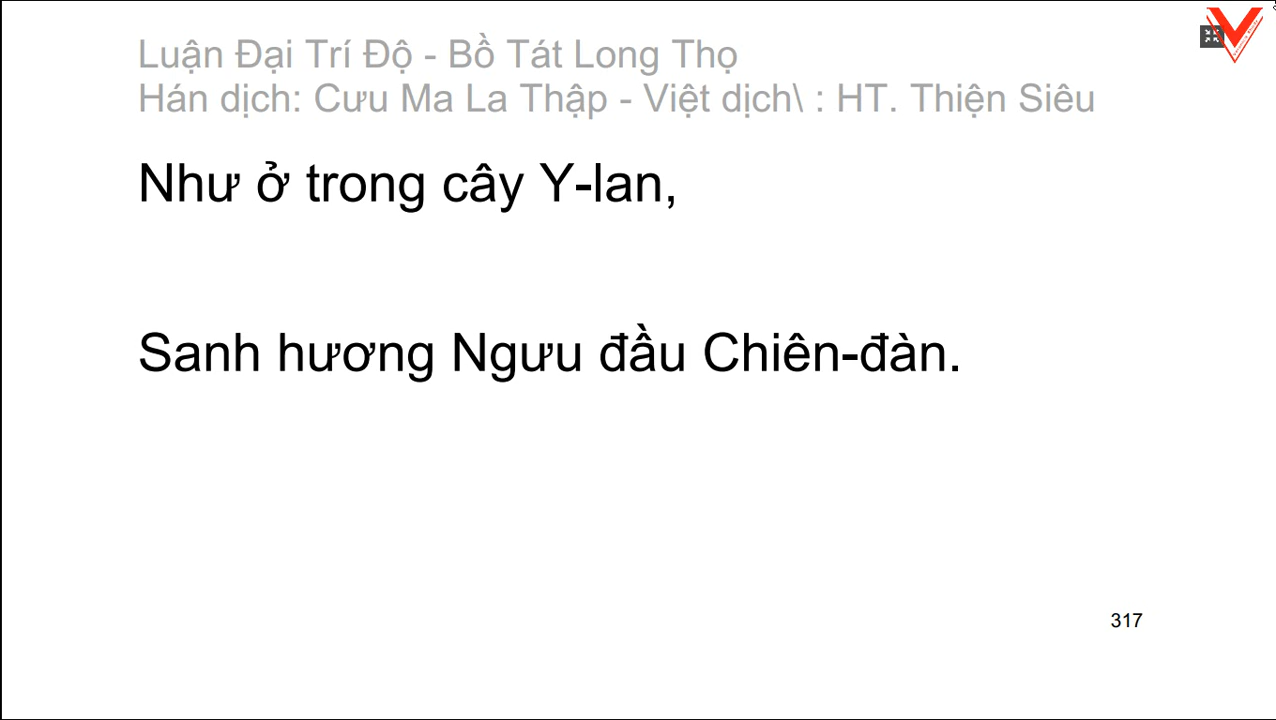 Luận Đại Trí Độ - Bồ Tát Long Thọ
Hán dịch: Cưu Ma La Thập - Việt dịch\ : HT. Thiện Siêu
Như ở trong cây Y-lan,
Sanh hương Ngưu đầu Chiên-đàn.
317